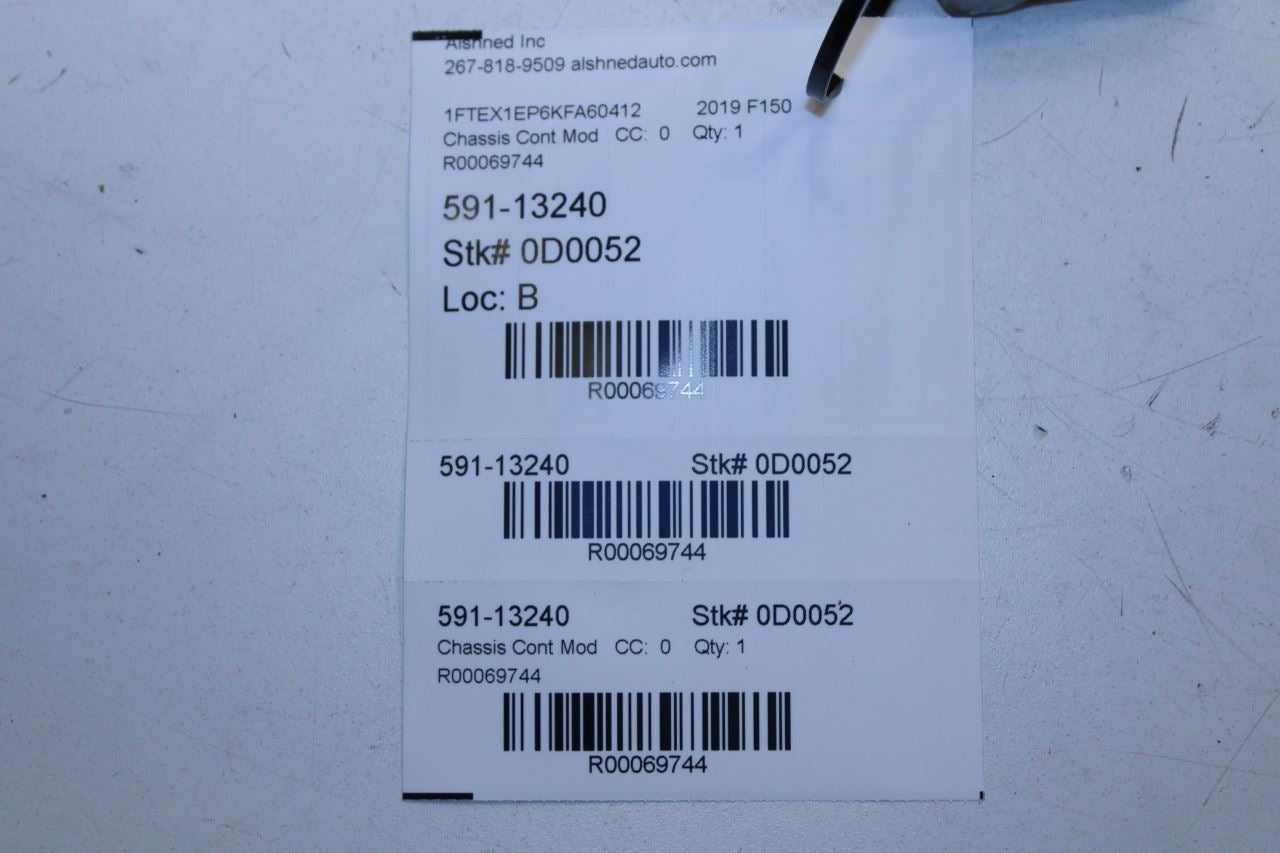 Alshned Inc
267-818-9509 alshnedauto.com
1FTEX1EP6KFA60412 2019 F150
Chassis Cont Mod CC: 0 Qty: 1
R00069744
591-13240
Stk# 0D0052
Loc: B
R00069744
591-13240 Stk# 0D0052
R00069744
591-13240 Stk# 0D0052
Chassis Cont Mod CC: 0 Qty: 1
R00069744
R00069744